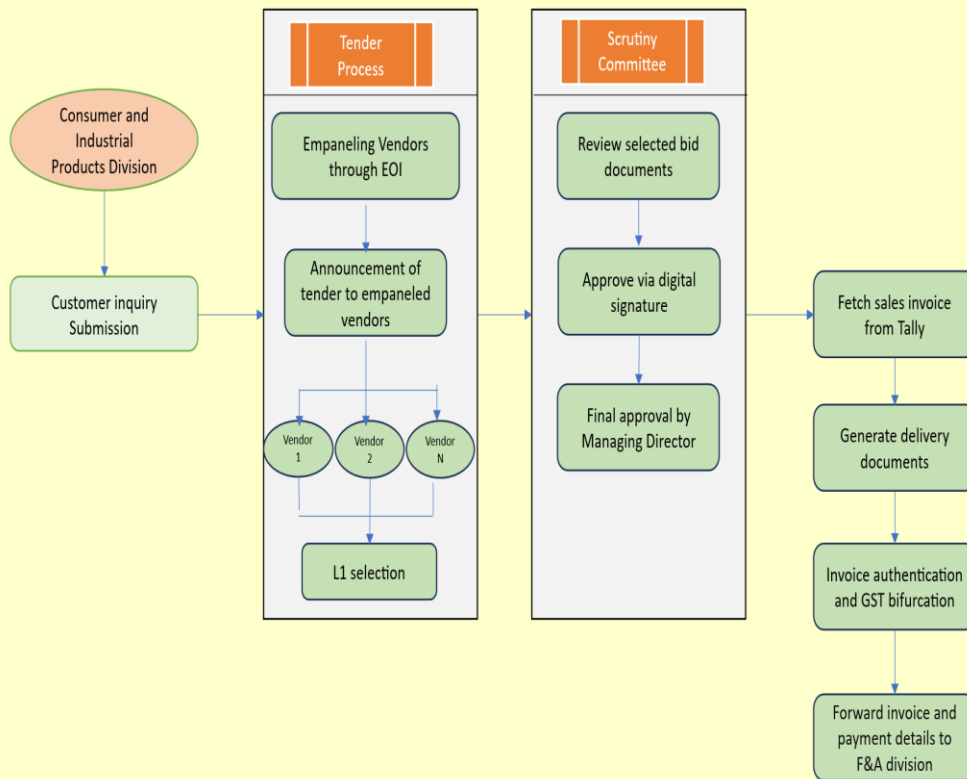 Consumer and
Industrial
Products Division
Customer inquiry
Submission
Tender
Process
Empaneling Vendors
through EOI
Announcement of
tender to empaneled
vendors
Vendor
1
Vendor
2
Vendor
N
L1 selection
Scrutiny
Committee
Review selected bid
documents
Approve via digital
signature
Final approval by
Managing Director
Fetch sales invoice
from Tally
Generate delivery
documents
Invoice authentication
and GST bifurcation
Forward invoice and
payment details to
F&A division